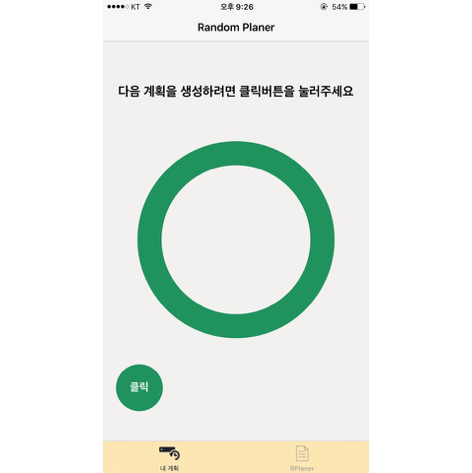 KT 오후 9:26 54%
Random Planer
다음 계획을 생성하려면 클릭버튼을 눌러주세요
클릭
내 계획 RPlaner